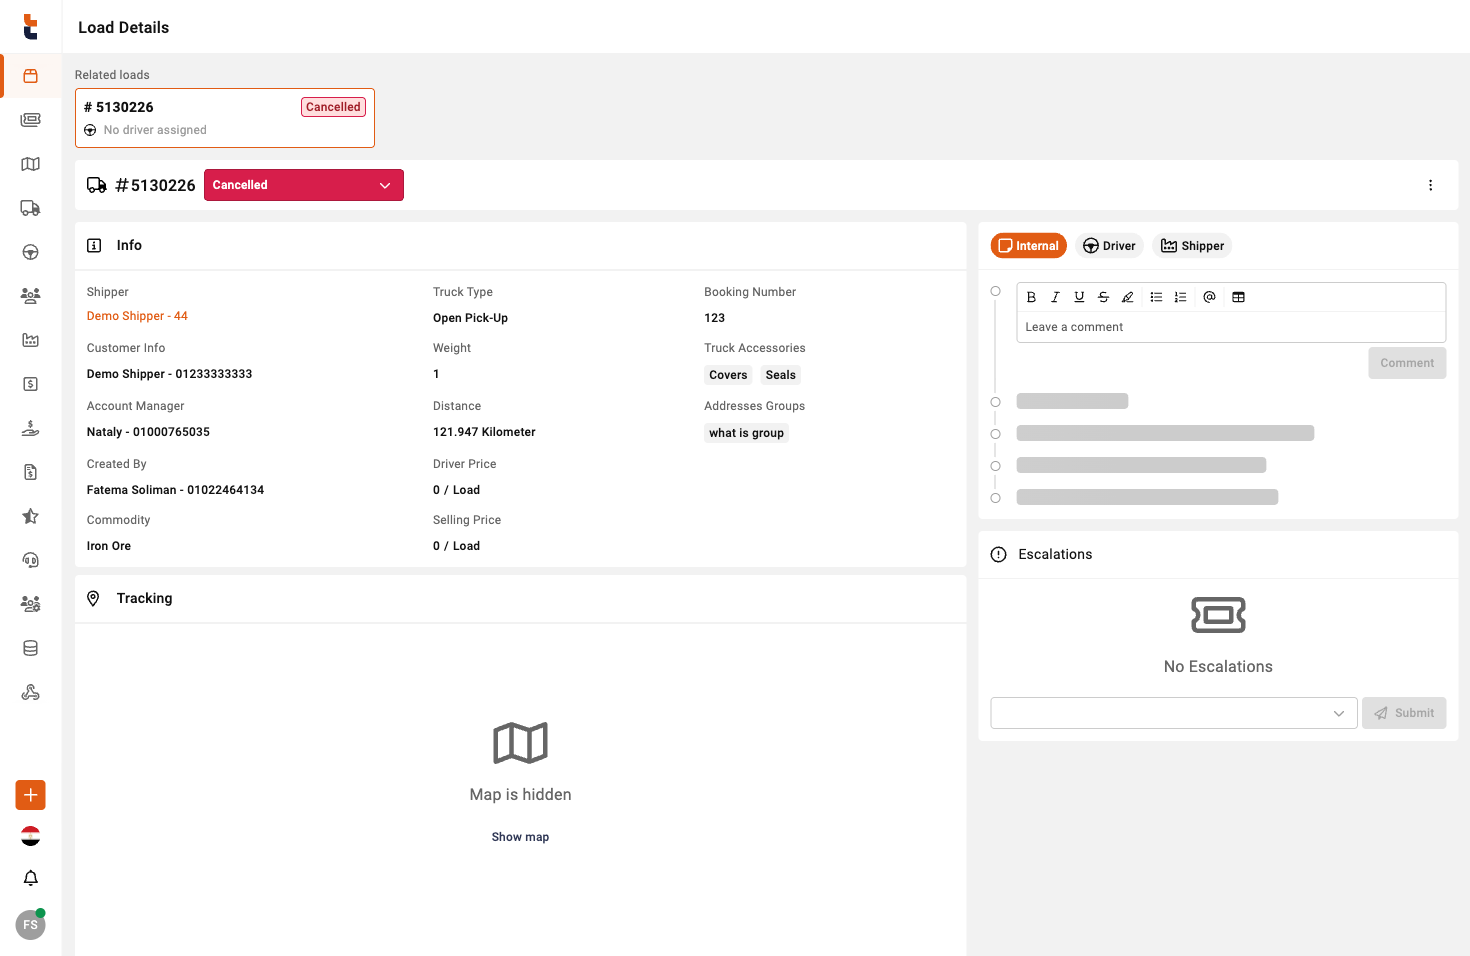 Load Details
Related loads
# 5130226
Cancelled
No driver assigned
#5130226
Cancelled
Info
Shipper
Demo Shipper - 44
Truck Type
Open Pick-Up
Booking Number
123
Customer Info
Demo Shipper - 01233333333
Weight
1
Truck Accessories
Covers
Seals
Account Manager
Nataly - 01000765035
Distance
121.947 Kilometer
Addresses Groups
what is group
Created By
Fatema Soliman - 01022464134
Driver Price
0 / Load
Commodity
Iron Ore
Selling Price
0 / Load
Tracking
Map is hidden
Show map
Internal
Driver
Shipper
B I U S
Leave a comment
Comment
Escalations
No Escalations
Submit
FS